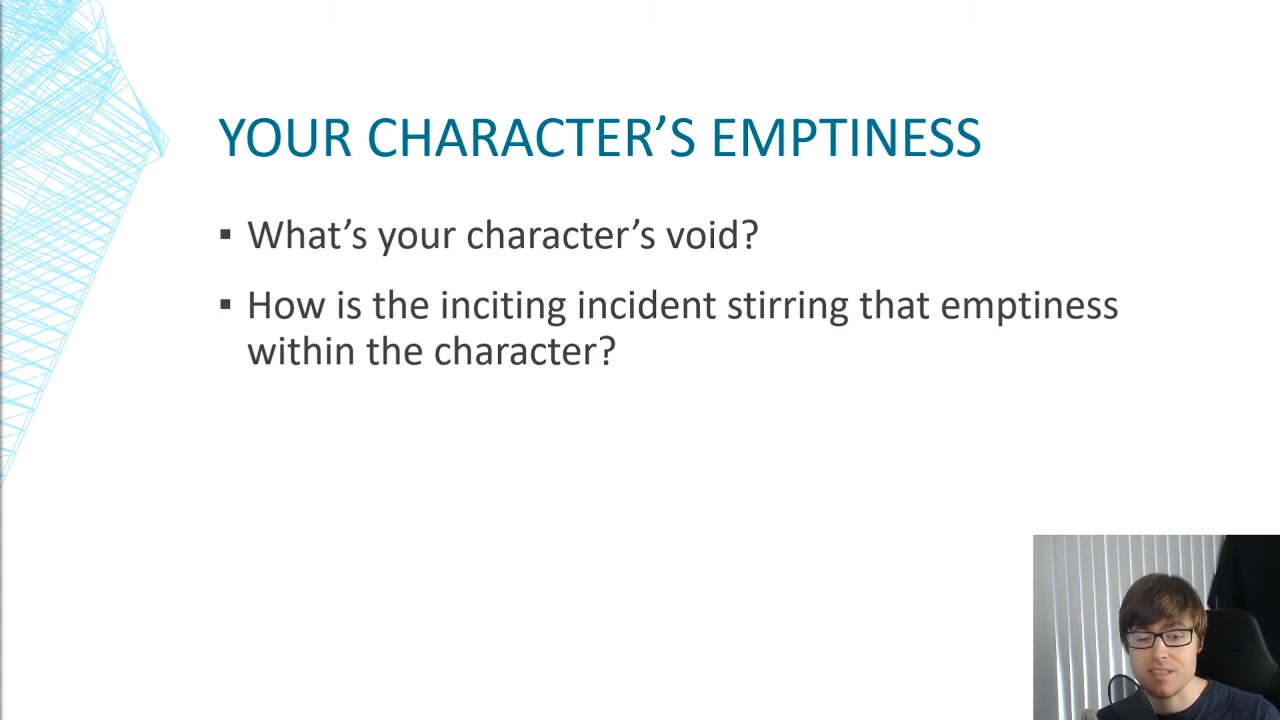 YOUR CHARACTER’S EMPTINESS
▪ What’s your character’s void?
▪ How is the inciting incident stirring that emptiness
within the character?